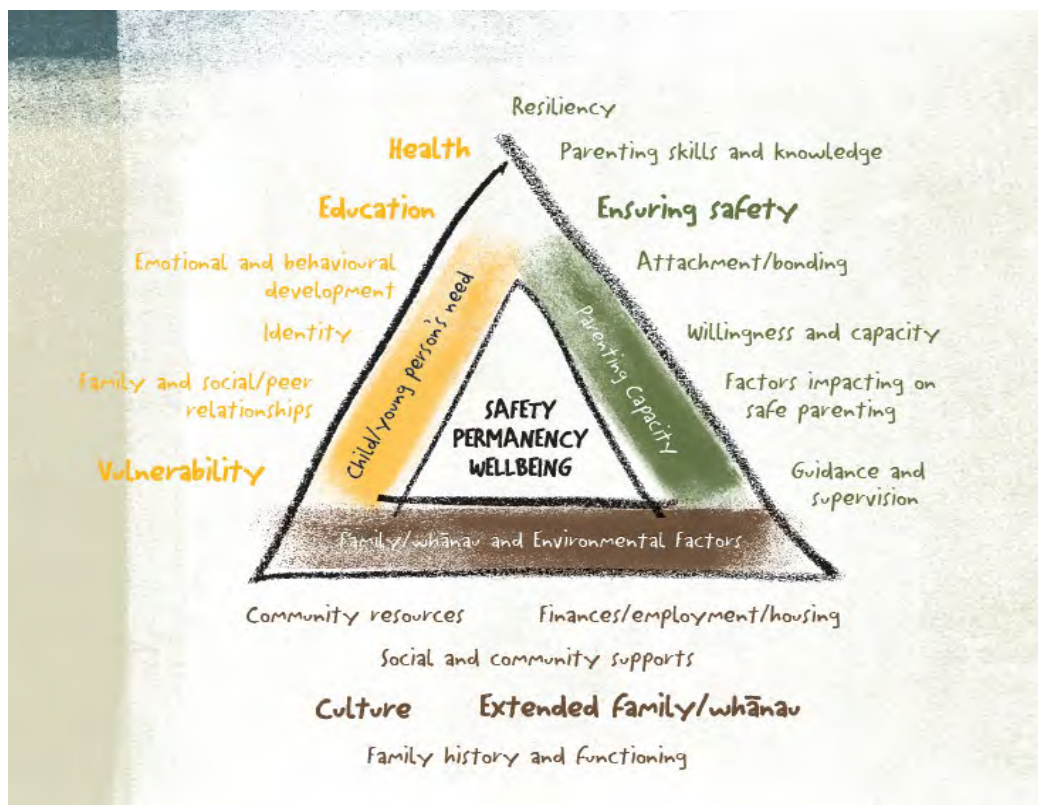 Resiliency
Health
Parenting skills and knowledge
Education
Ensuring safety
Emotional and behavioural
development
Attachment/bonding
Identity
Willingness and capacity
Family and social/peer
relationships
Factors impacting on
safe parenting
Vulnerability
Guidance and
supervision
Child/young person's need
Parenting Capacity
SAFETY
PERMANENCY
WELLBEING
Family/whānau and Environmental Factors
Community resources
Finances/employment/housing
Social and community supports
Culture
Extended family/whānau
Family history and functioning